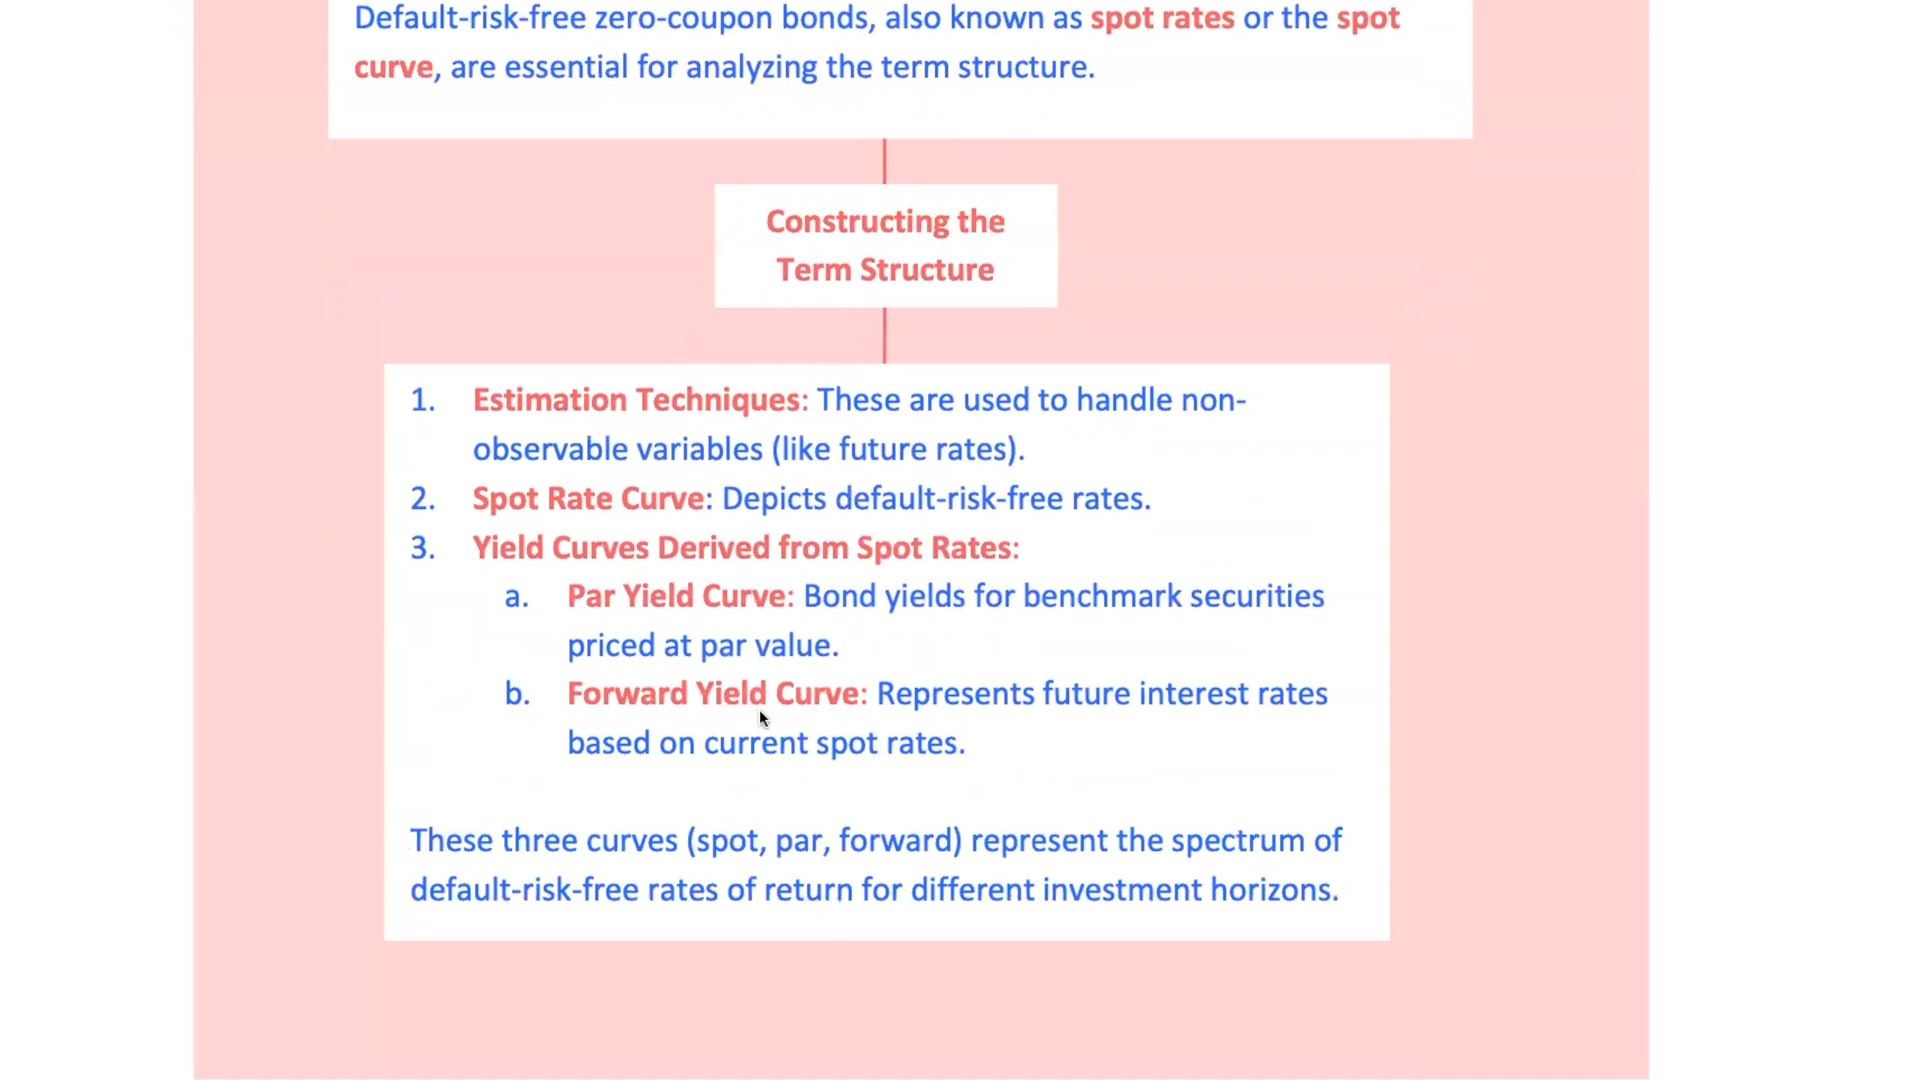 Default-risk-free zero-coupon bonds, also known as spot rates or the spot
curve, are essential for analyzing the term structure.
Constructing the
Term Structure
1. Estimation Techniques: These are used to handle non-
observable variables (like future rates).
2. Spot Rate Curve: Depicts default-risk-free rates.
3. Yield Curves Derived from Spot Rates:
a. Par Yield Curve: Bond yields for benchmark securities
priced at par value.
b. Forward Yield Curve: Represents future interest rates
based on current spot rates.
These three curves (spot, par, forward) represent the spectrum of
default-risk-free rates of return for different investment horizons.